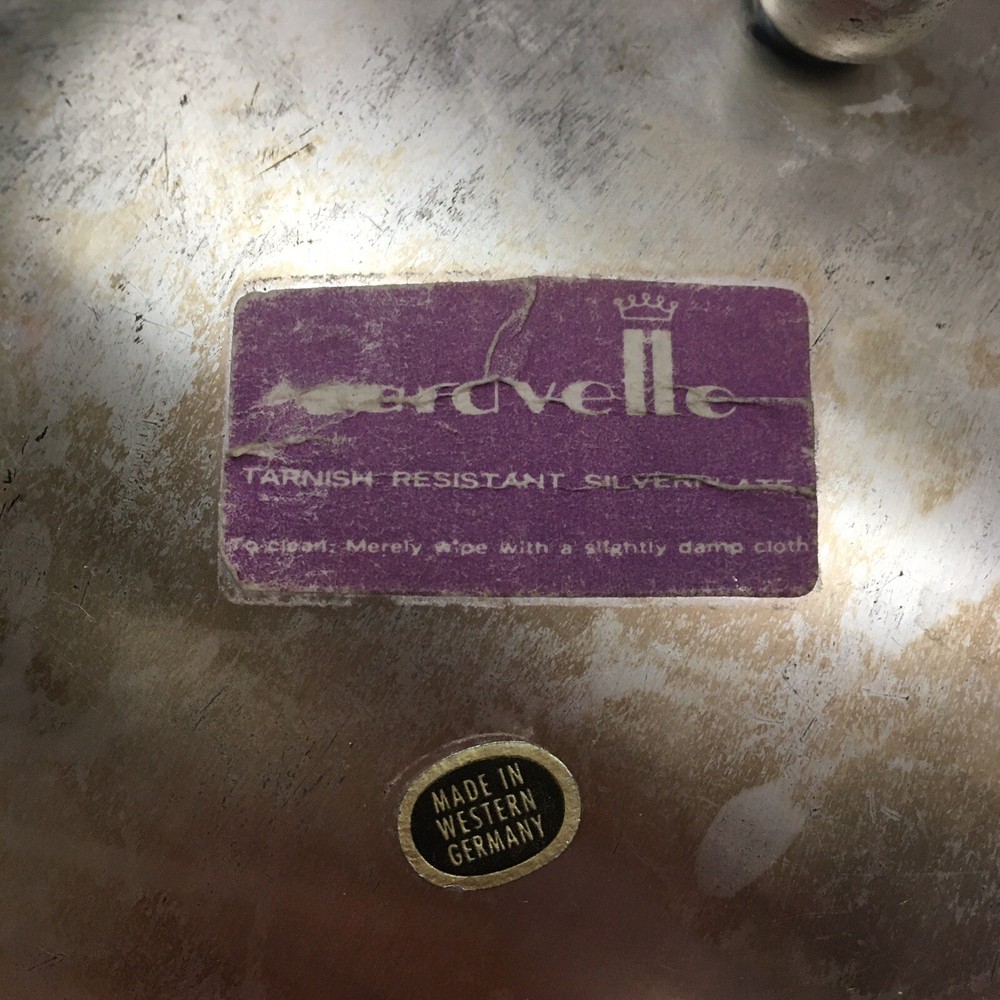 TARNISH RESISTANT SILVERPLATE
To clean: Merely wipe with a slightly damp cloth
MADE IN
WESTERN
GERMANY